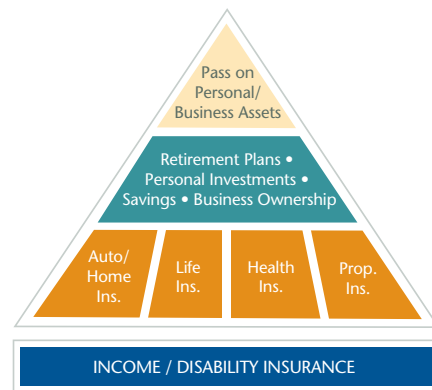 Pass on
Personal/
Business Assets
Retirement Plans •
Personal Investments •
Savings • Business Ownership
Auto/
Home
Ins.
Life
Ins.
Health
Ins.
Prop.
Ins.
INCOME / DISABILITY INSURANCE